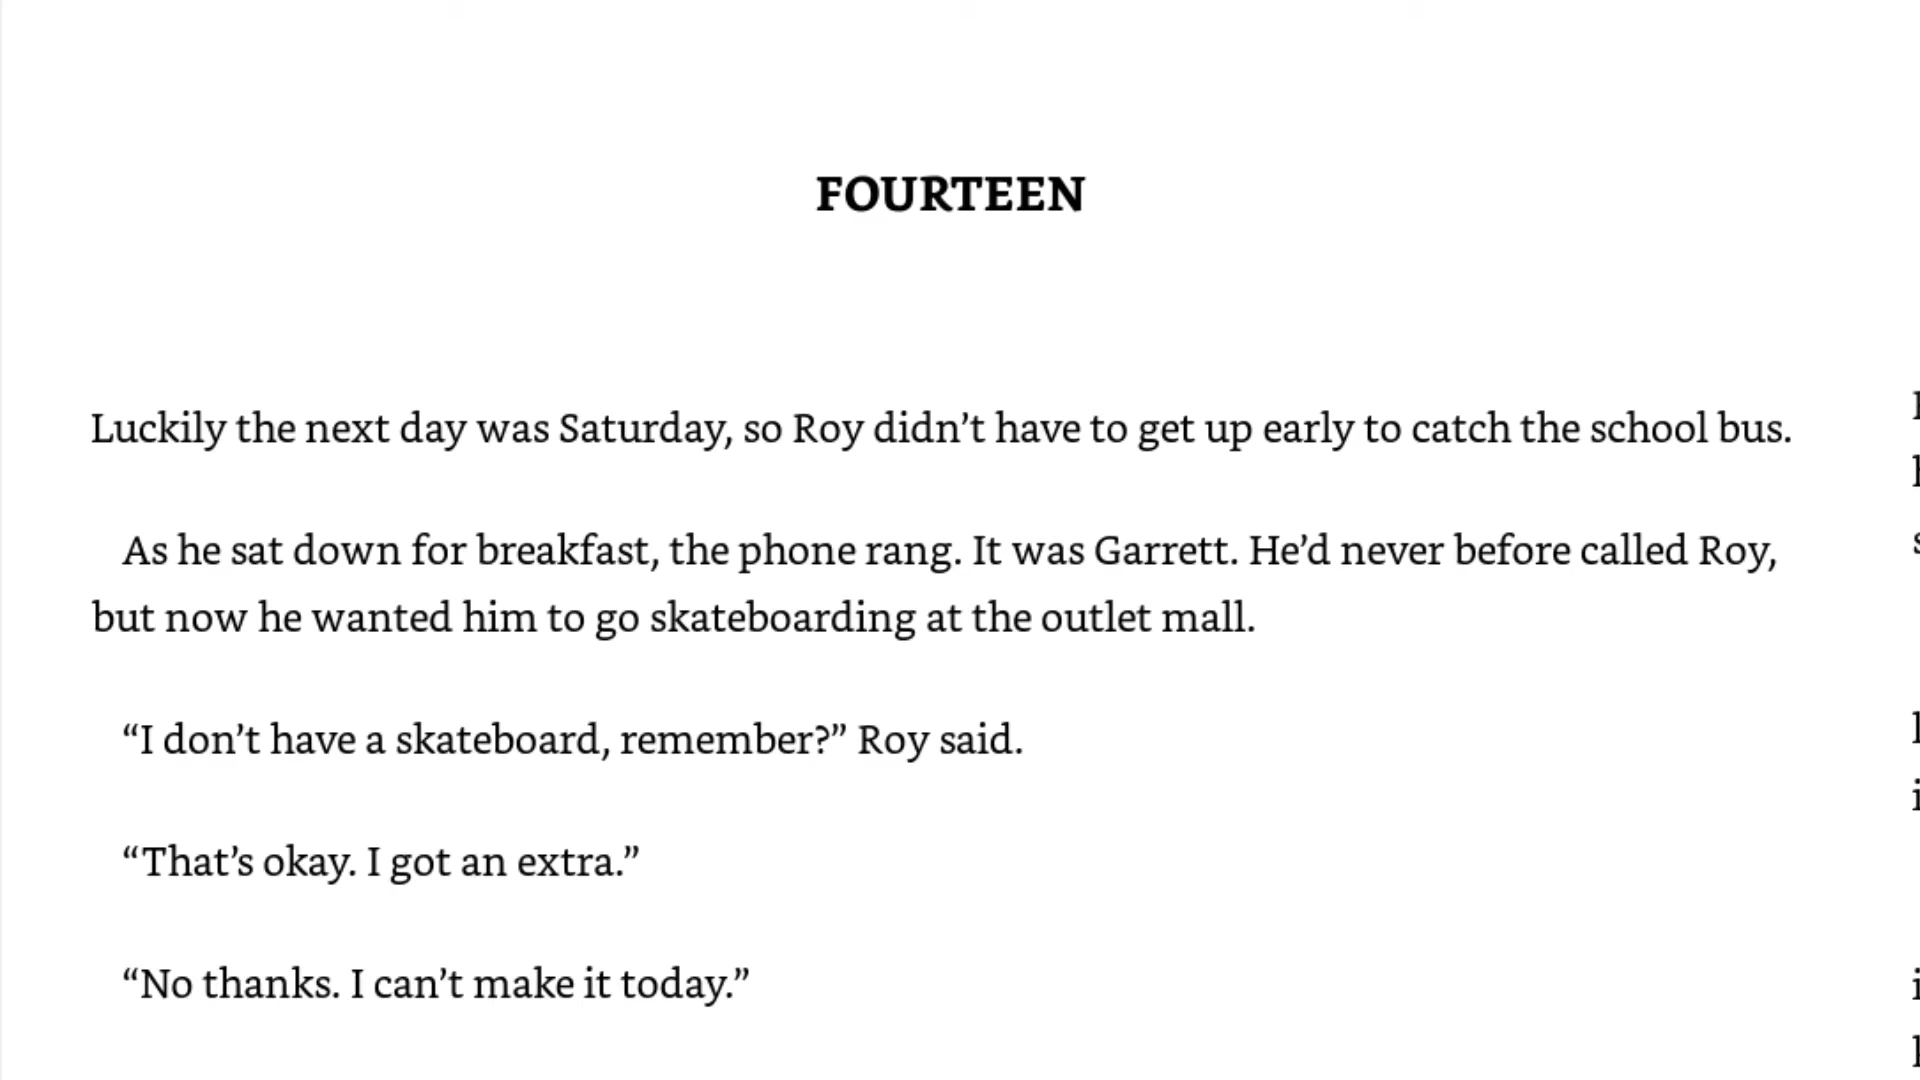 FOURTEEN
Luckily the next day was Saturday, so Roy didn’t have to get up early to catch the school bus.
As he sat down for breakfast, the phone rang. It was Garrett. He’d never before called Roy,
but now he wanted him to go skateboarding at the outlet mall.
“I don’t have a skateboard, remember?” Roy said.
“That’s okay. I got an extra.”
“No thanks. I can’t make it today.”